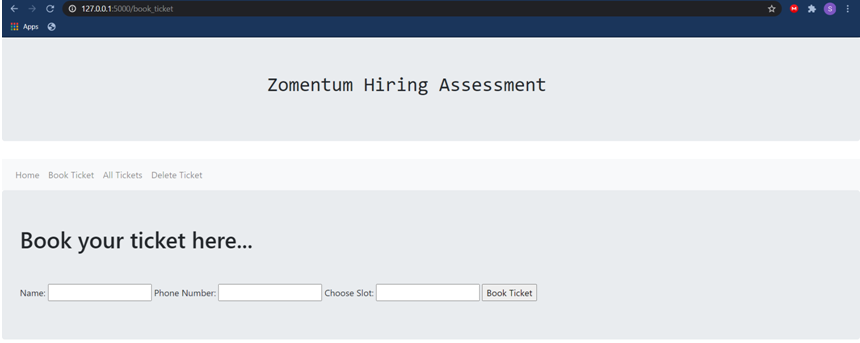 127.0.0.1:5000/book_ticket
S
Apps
Zomentum Hiring Assessment
Home Book Ticket All Tickets Delete Ticket
Book your ticket here...
Name: Phone Number: Choose Slot: Book Ticket